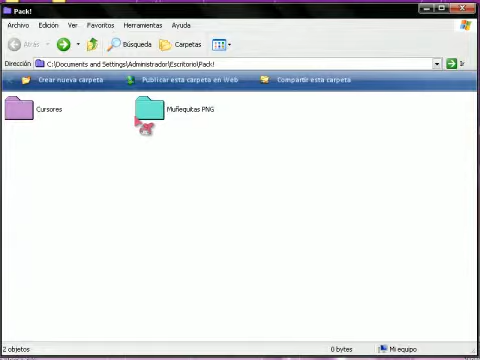 Pack!
Archivo Edición Ver Favoritos Herramientas Ayuda
Atrás Búsqueda Carpetas
Dirección C:\Documents and Settings\Administrador\Escritorio\Pack! Ir
Crear nueva carpeta Publicar esta carpeta en Web Compartir esta carpeta
Cursores Muñequitas PNG
2 objetos 0 bytes Mi equipo